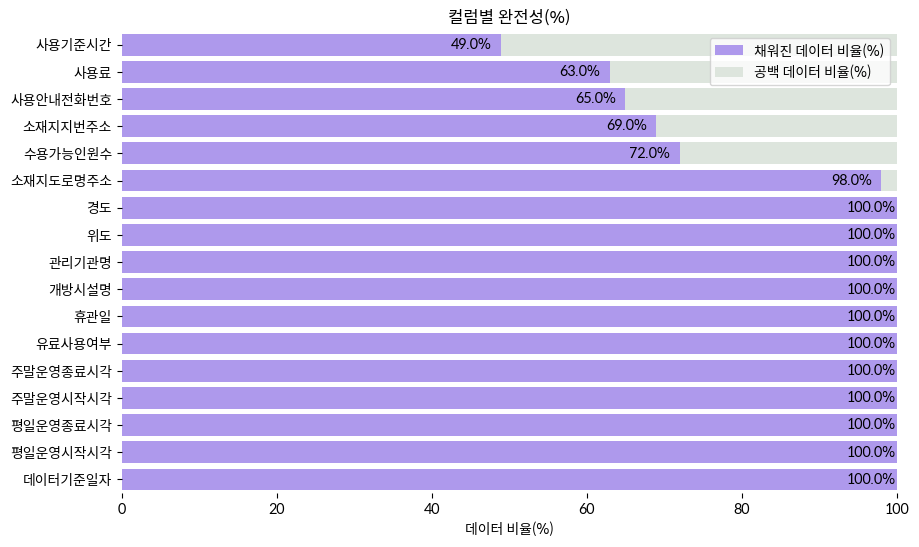 컬럼별 완전성(%)
채워진 데이터 비율(%)
공백 데이터 비율(%)
사용기준시간 49.0%
사용료 63.0%
사용안내전화번호 65.0%
소재지지번주소 69.0%
수용가능인원수 72.0%
소재지도로명주소 98.0%
경도 100.0%
위도 100.0%
관리기관명 100.0%
개방시설명 100.0%
휴관일 100.0%
유료사용여부 100.0%
주말운영종료시각 100.0%
주말운영시작시각 100.0%
평일운영종료시각 100.0%
평일운영시작시각 100.0%
데이터기준일자 100.0%
0 20 40 60 80 100
데이터 비율(%)